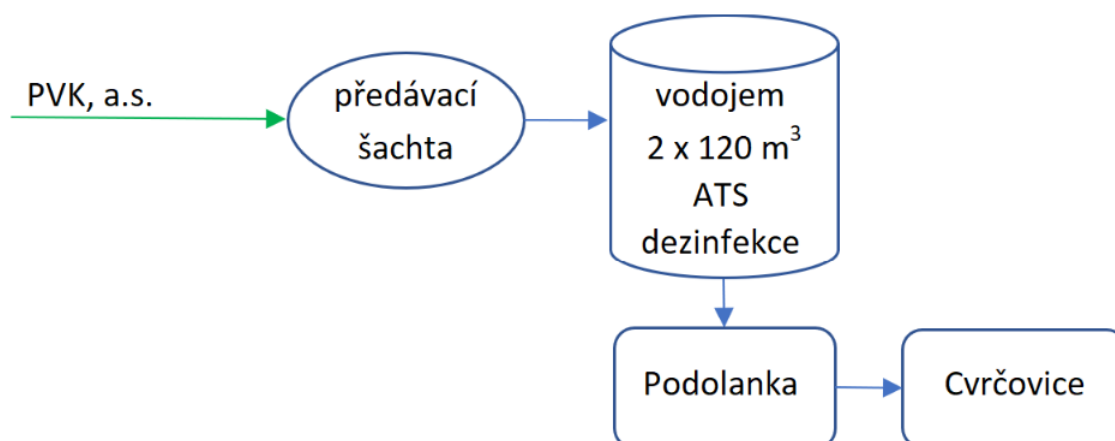 PVK, a.s.
předávací
šachta
vodojem
2 x 120 m³
ATS
dezinfekce
Podolanka
Cvrčovice